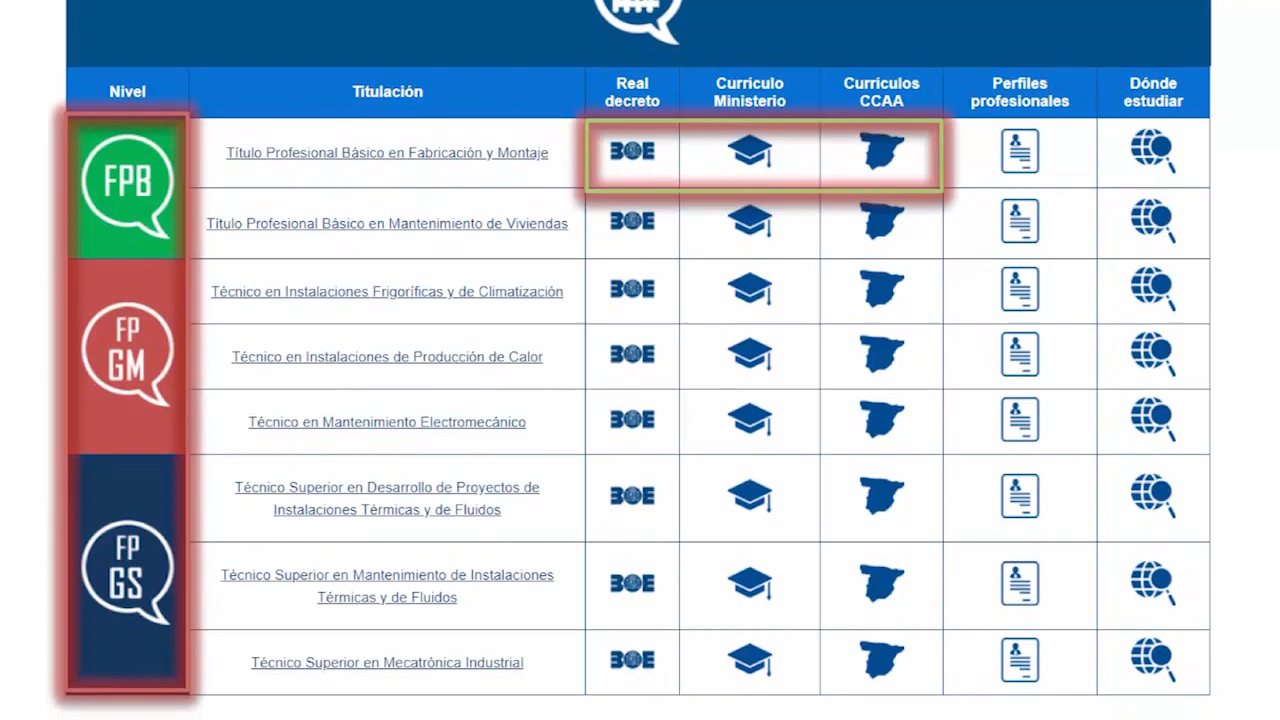 Nivel
Titulación
Real
decreto
Currículo
Ministerio
Currículos
CCAA
Perfiles
profesionales
Dónde
estudiar
FPB
Título Profesional Básico en Fabricación y Montaje
BOE
Título Profesional Básico en Mantenimiento de Viviendas
BOE
FP
GM
Técnico en Instalaciones Frigoríficas y de Climatización
BOE
Técnico en Instalaciones de Producción de Calor
BOE
Técnico en Mantenimiento Electromecánico
BOE
FP
GS
Técnico Superior en Desarrollo de Proyectos de
Instalaciones Térmicas y de Fluidos
BOE
Técnico Superior en Mantenimiento de Instalaciones
Térmicas y de Fluidos
BOE
Técnico Superior en Mecatrónica Industrial
BOE